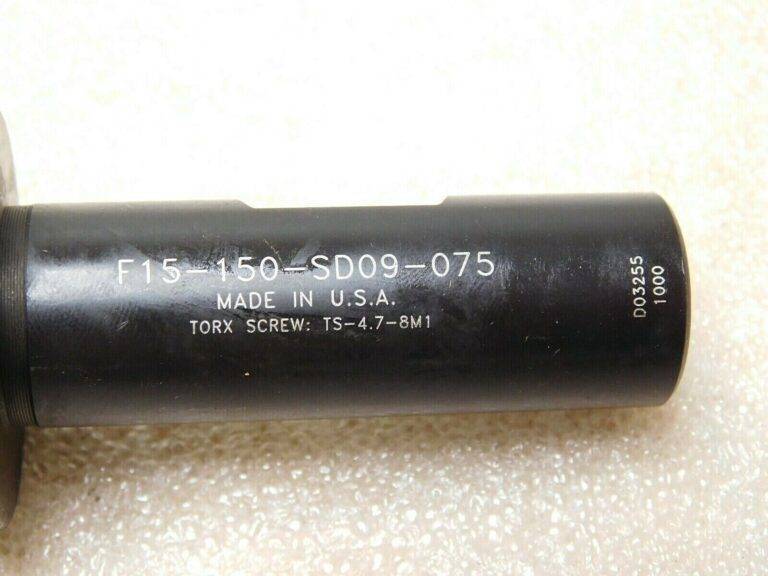 F15-150-SD09-075
MADE IN U.S.A.
TORX SCREW: TS-4.7-8M1
D03255
1000